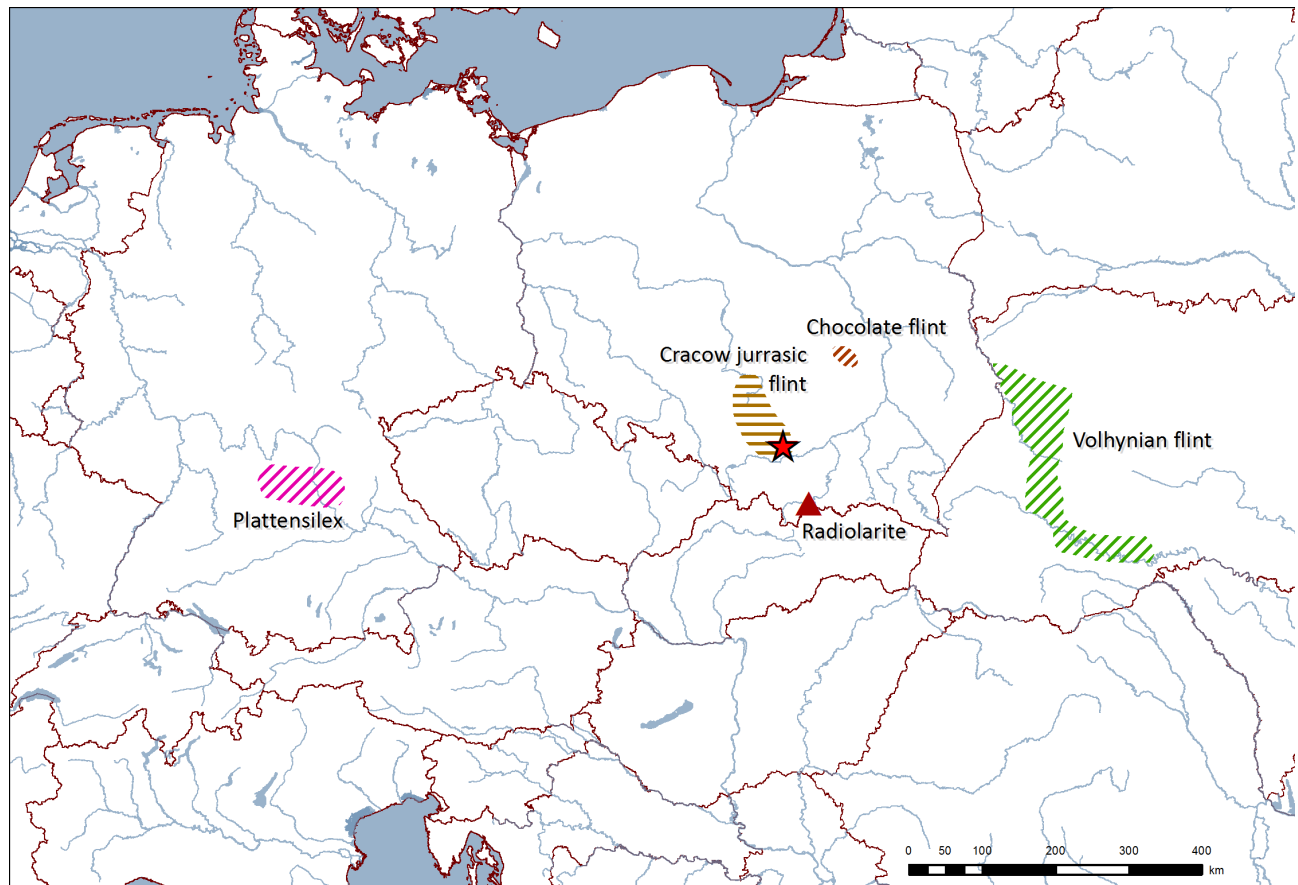 Chocolate flint
Cracow jurrasic
flint
Volhynian flint
Plattensilex
Radiolarite
0 50 100 200 300 400
km